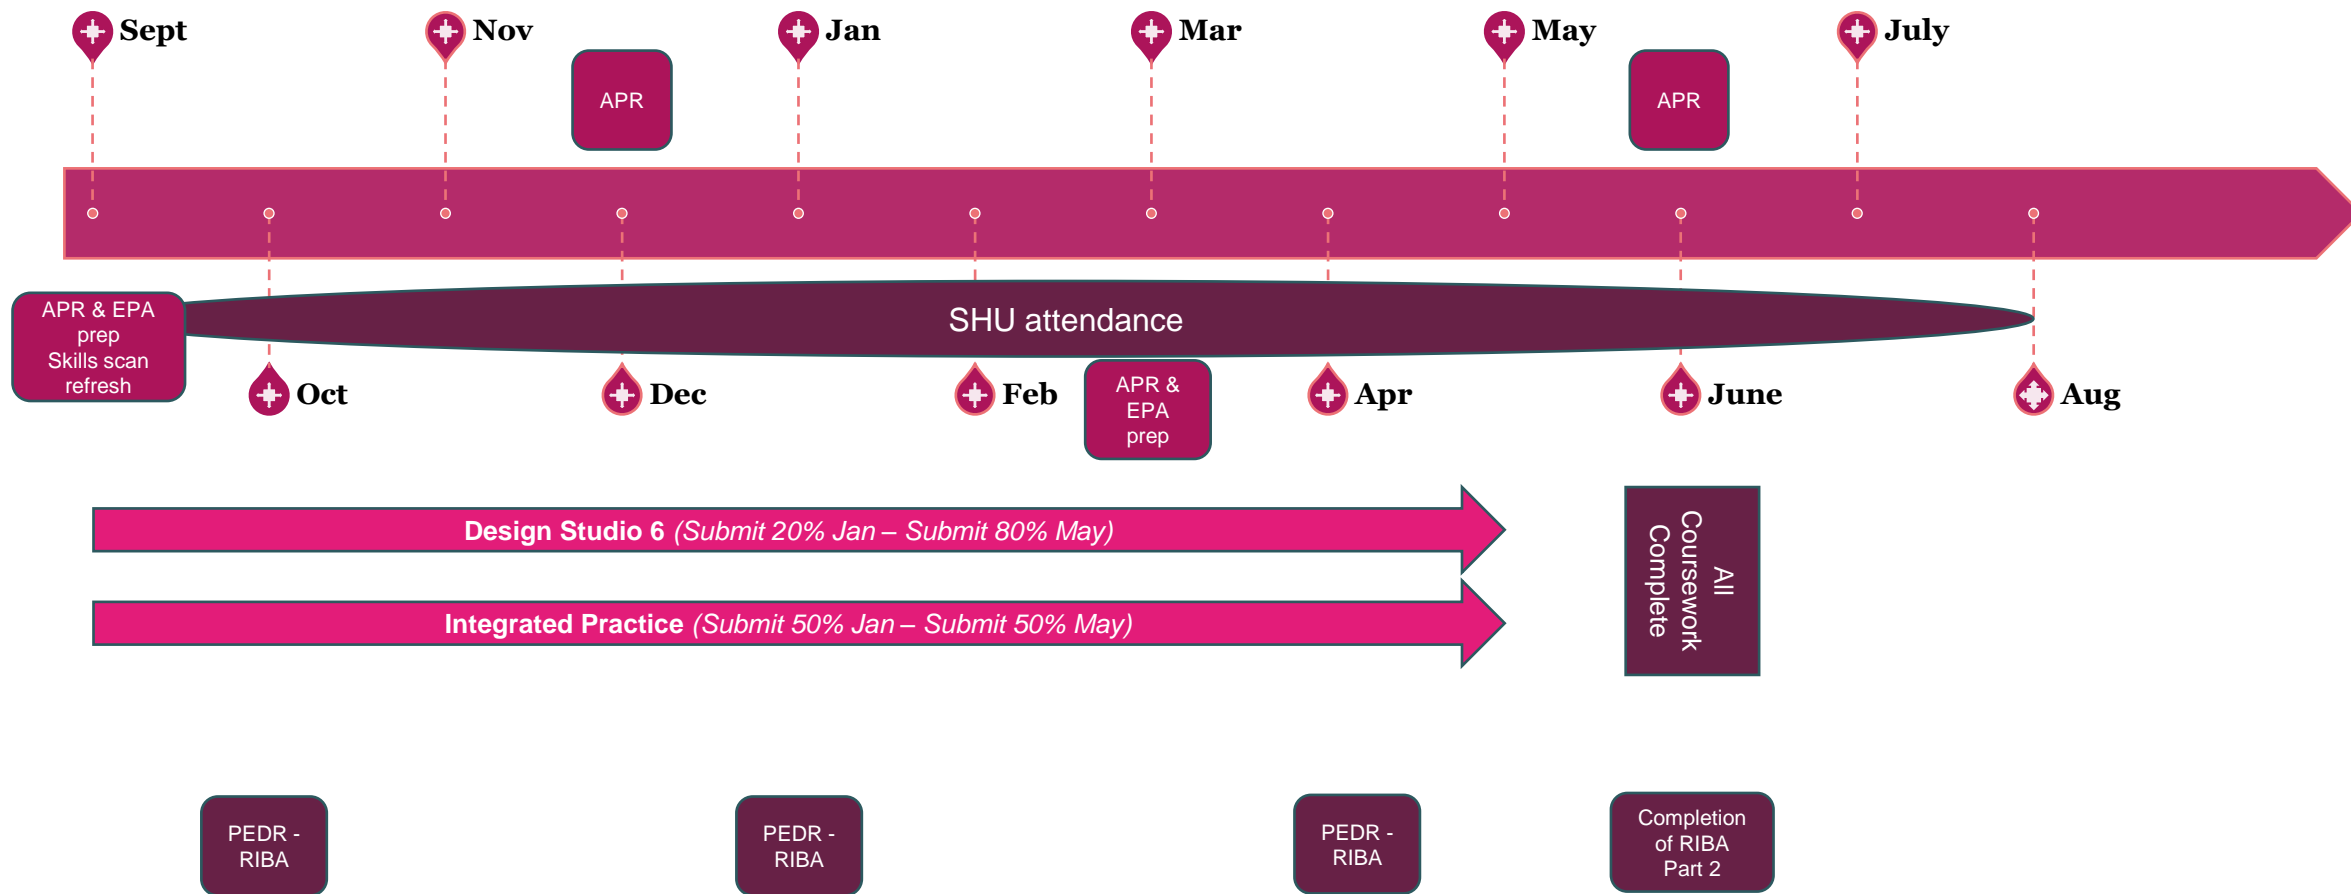 Sept
Nov
Jan
Mar
May
July
APR
APR
APR & EPA
prep
Skills scan
refresh
SHU attendance
Oct
Dec
Feb
APR &
EPA
prep
Apr
June
Aug
Design Studio 6 (Submit 20% Jan – Submit 80% May)
Integrated Practice (Submit 50% Jan – Submit 50% May)
All
Coursework
Complete
PEDR -
RIBA
PEDR -
RIBA
PEDR -
RIBA
Completion
of RIBA
Part 2